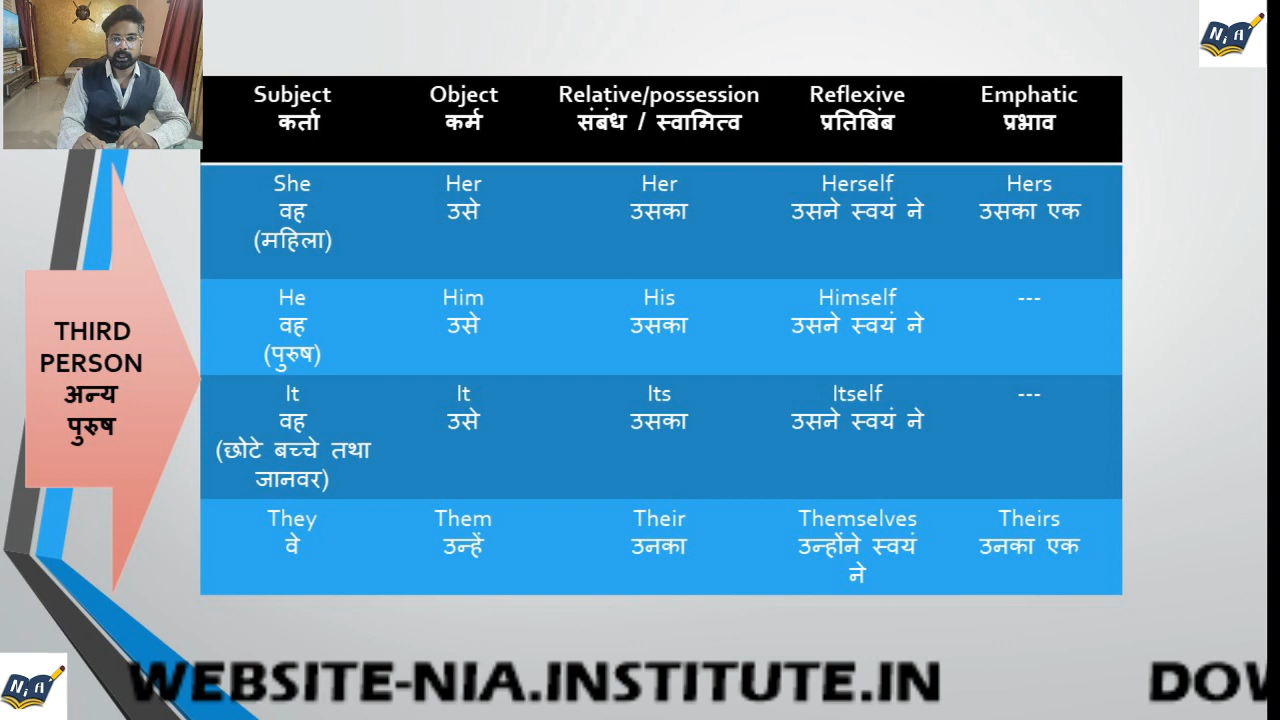 NiA
Subject Object Relative/possession Reflexive Emphatic
कर्ता कर्म संबंध / स्वामित्व प्रतिबिंब प्रभाव
She Her Her Herself Hers
वह उसे उसका उसने स्वयं ने उसका एक
(महिला)
He Him His Himself ---
वह उसे उसका उसने स्वयं ने
(पुरुष)
THIRD
PERSON
अन्य
पुरुष
It It Its Itself ---
वह उसे उसका उसने स्वयं ने
(छोटे बच्चे तथा
जानवर)
They Them Their Themselves Theirs
वे उन्हें उनका उन्होंने स्वयं उनका एक
ने
NiA
WEBSITE-NIA.INSTITUTE.IN